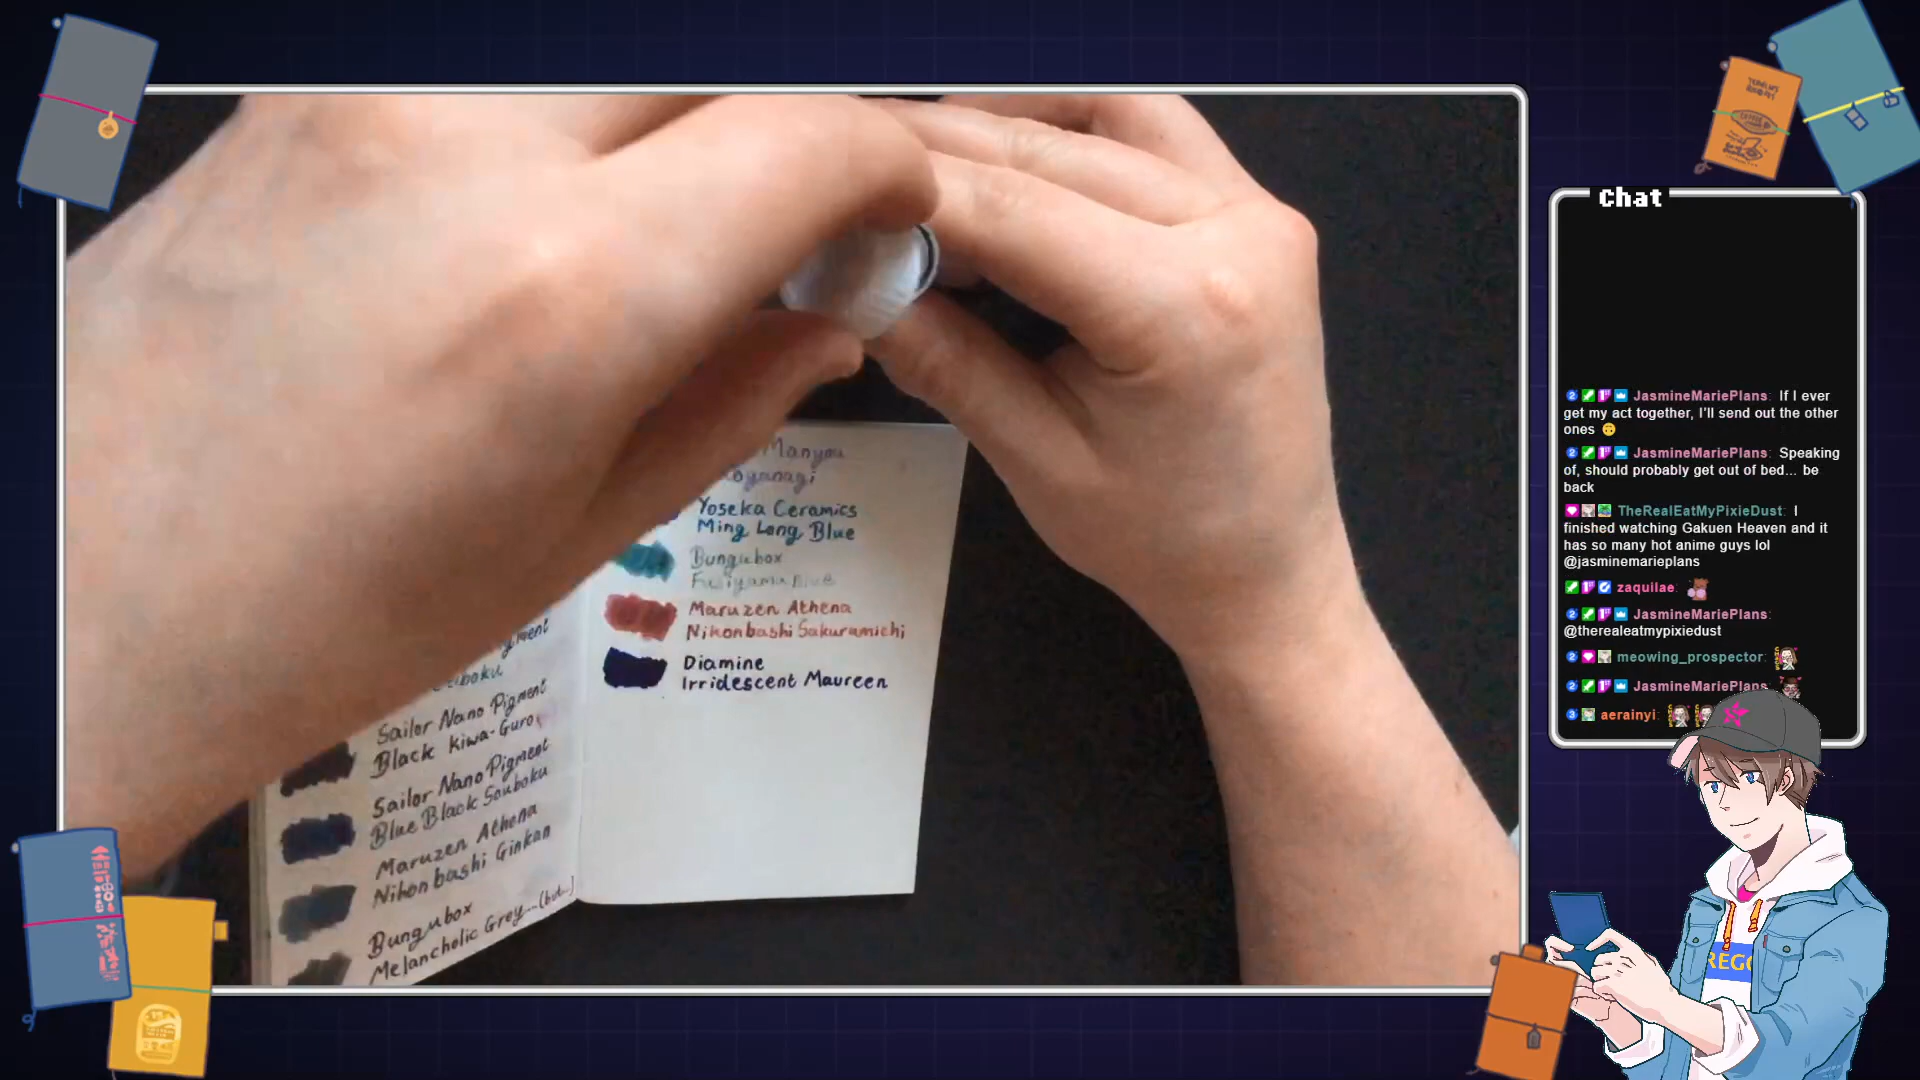 chat
JasmineMariePlans: If I ever
get my act together, I'll send out the other
ones
JasmineMariePlans: Speaking
of, should probably get out of bed... be
back
TheRealEatMyPixieDust: I
finished watching Gakuen Heaven and it
has so many hot anime guys lol
@jasminemarieplans
zaquilae:
JasmineMariePlans:
@therealeatmypixiedust
meowing_prospector:
JasmineMariePlans:
aerainyi:
Manyou
Yoseka Ceramics
Ming Long Blue
Bungubox
Maruzen Athena
Nihonbashi Sakuramichi
Diamine
Irridescent Maureen
Sailor Nano Pigment
Black Kiwa-Guro
Sailor Nano Pigment
Blue Black Souboku
Maruzen Athena
Nihonbashi Ginkan
Bungubox
Melancholic Grey...(but...)